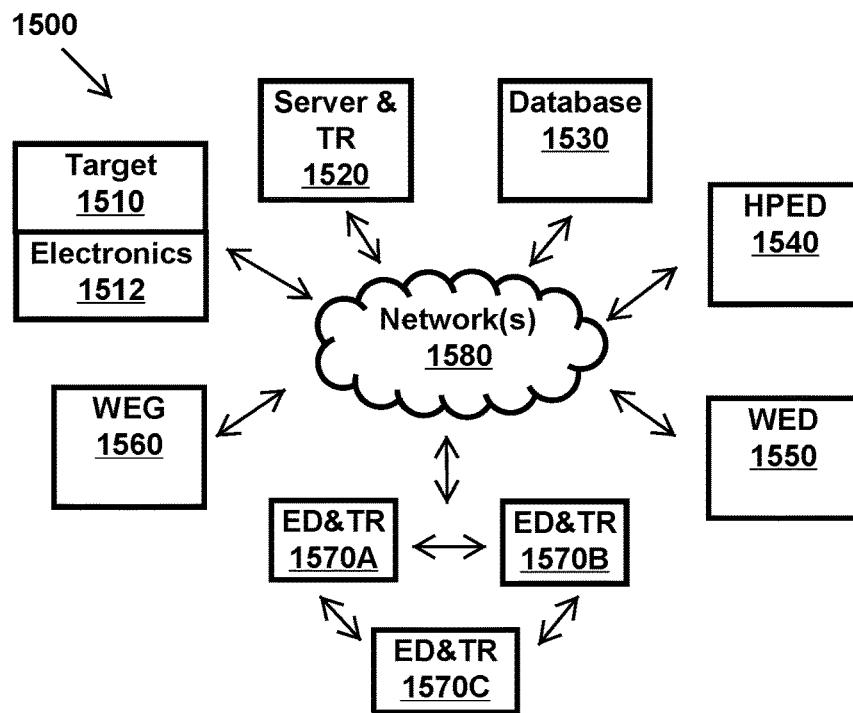 1500
Server &
TR
1520
Database
1530
Target
1510
Electronics
1512
HPED
1540
Network(s)
1580
WEG
1560
WED
1550
ED&TR
1570A
ED&TR
1570B
ED&TR
1570C